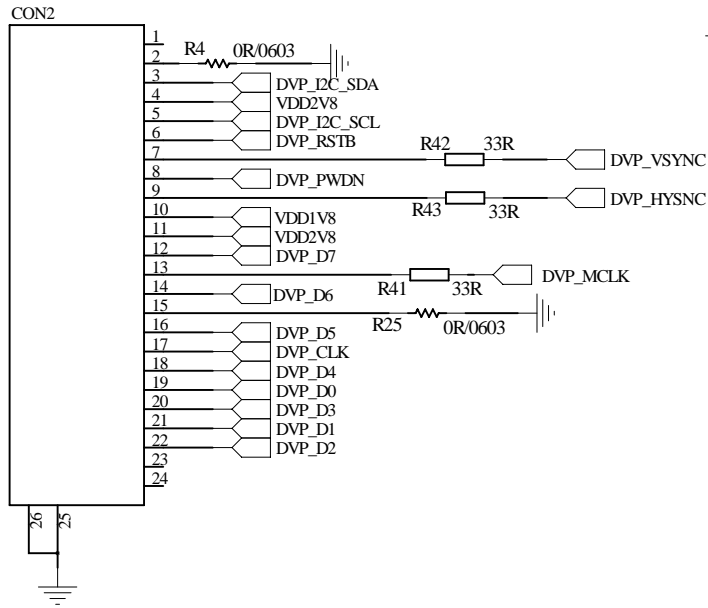 CON2
1
2 R4 0R/0603
3 DVP_I2C_SDA
4 VDD2V8
5 DVP_I2C_SCL
6 DVP_RSTB
7 R42 33R DVP_VSYNC
8 DVP_PWDN
9 R43 33R DVP_HYSNC
10 VDD1V8
11 VDD2V8
12 DVP_D7
13 R41 33R DVP_MCLK
14 DVP_D6
15 R25 0R/0603
16 DVP_D5
17 DVP_CLK
18 DVP_D4
19 DVP_D0
20 DVP_D3
21 DVP_D1
22 DVP_D2
23
24
26 25